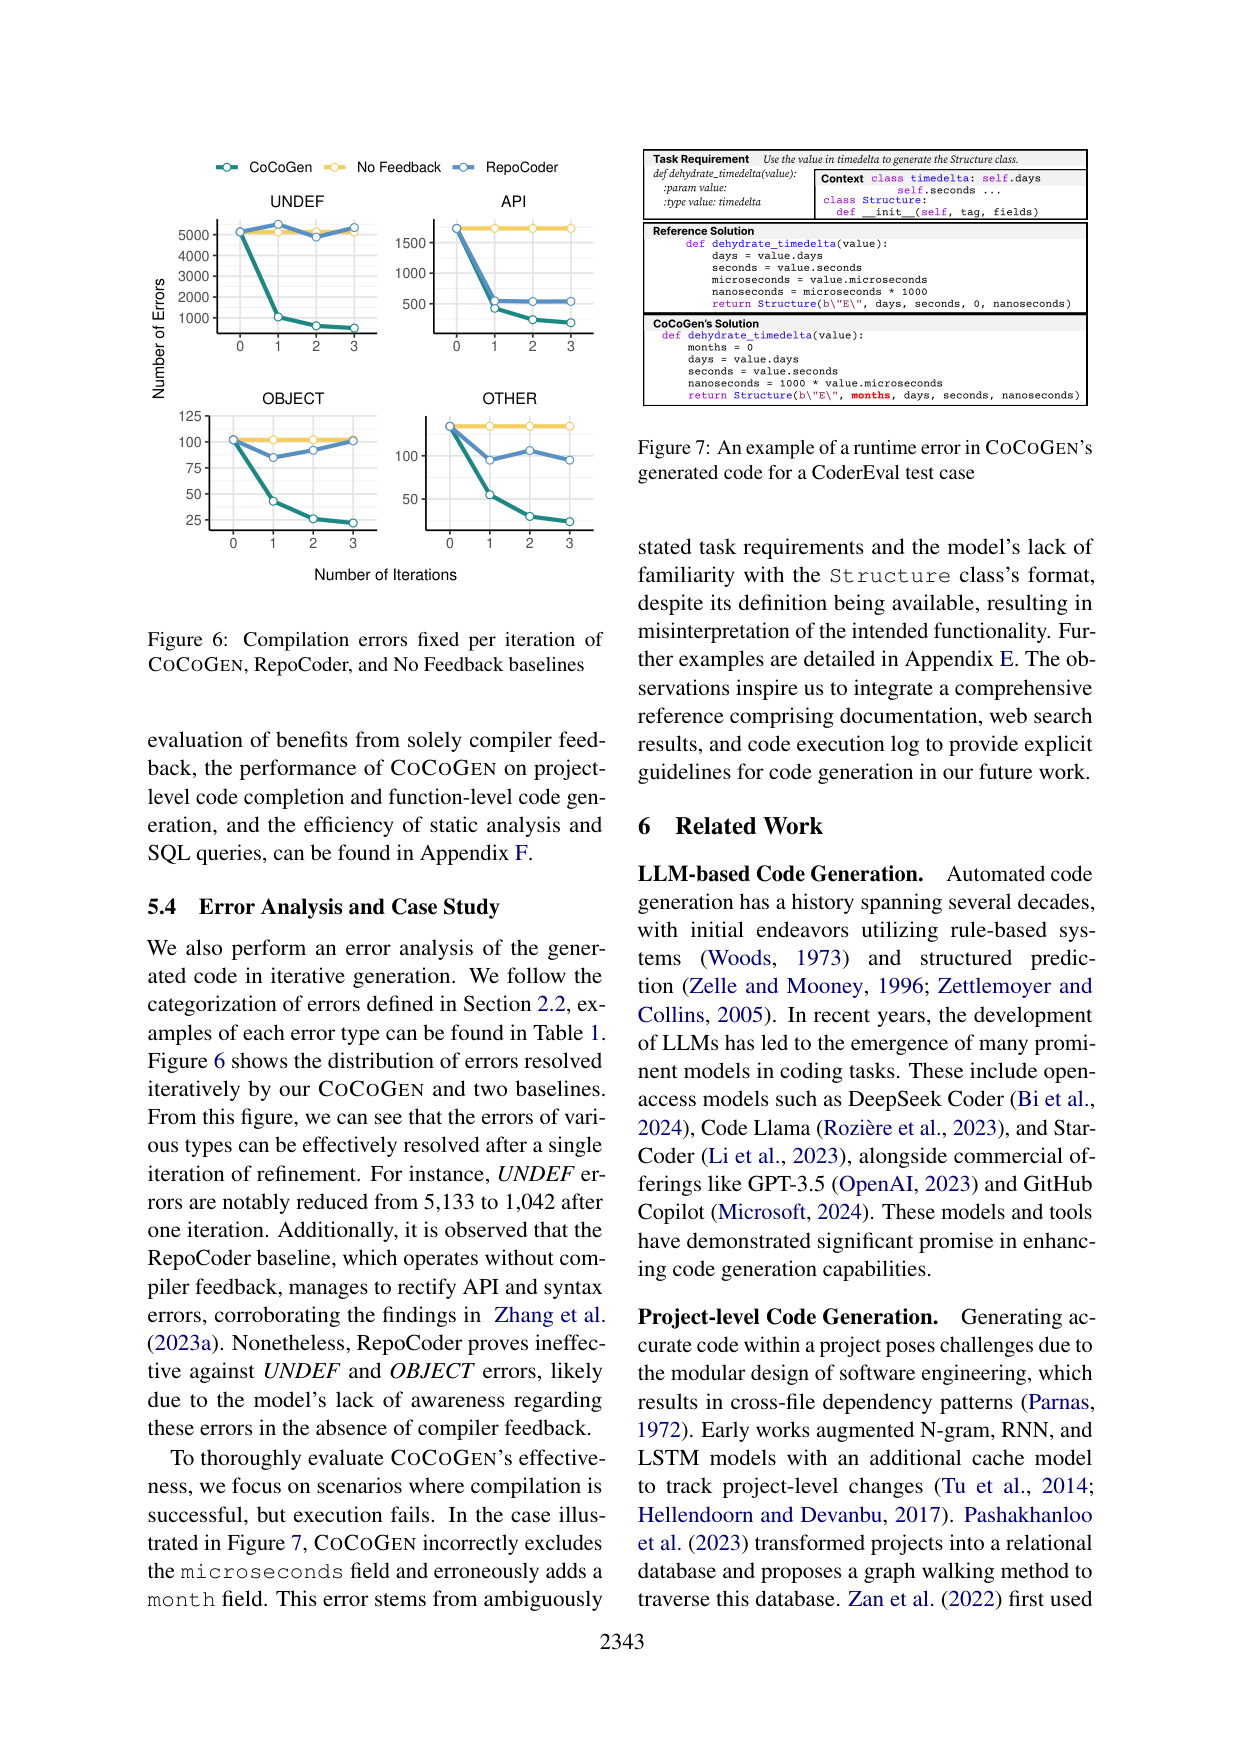 CoCoGen No Feedback RepoCoder
UNDEF
5000
4000
3000
2000
1000
0 1 2 3
API
1500
1000
500
0 1 2 3
Number of Errors
OBJECT
125
100
75
50
25
0 1 2 3
OTHER
100
50
0 1 2 3
Number of Iterations
Figure 6: Compilation errors fixed per iteration of
COCOGEN, RepoCoder, and No Feedback baselines
evaluation of benefits from solely compiler feed-
back, the performance of COCOGEN on project-
level code completion and function-level code gen-
eration, and the efficiency of static analysis and
SQL queries, can be found in Appendix F.
5.4 Error Analysis and Case Study
We also perform an error analysis of the gener-
ated code in iterative generation. We follow the
categorization of errors defined in Section 2.2, ex-
amples of each error type can be found in Table 1.
Figure 6 shows the distribution of errors resolved
iteratively by our COCOGEN and two baselines.
From this figure, we can see that the errors of vari-
ous types can be effectively resolved after a single
iteration of refinement. For instance, UNDEF er-
rors are notably reduced from 5,133 to 1,042 after
one iteration. Additionally, it is observed that the
RepoCoder baseline, which operates without com-
piler feedback, manages to rectify API and syntax
errors, corroborating the findings in Zhang et al.
(2023a). Nonetheless, RepoCoder proves ineffec-
tive against UNDEF and OBJECT errors, likely
due to the model's lack of awareness regarding
these errors in the absence of compiler feedback.
To thoroughly evaluate COCOGEN's effective-
ness, we focus on scenarios where compilation is
successful, but execution fails. In the case illus-
trated in Figure 7, COCOGEN incorrectly excludes
the microseconds field and erroneously adds a
month field. This error stems from ambiguously
Task Requirement Use the value in timedelta to generate the Structure class.
def dehydrate_timedelta(value):
:param value:
:type value: timedelta
Context class timedelta: self.days
self.seconds ...
class Structure:
def __init__(self, tag, fields)
Reference Solution
def dehydrate_timedelta(value):
days = value.days
seconds = value.seconds
microseconds = value.microseconds
nanoseconds = microseconds * 1000
return Structure(b\"E\", days, seconds, 0, nanoseconds)
CoCoGen's Solution
def dehydrate_timedelta(value):
months = 0
days = value.days
seconds = value.seconds
nanoseconds = 1000 * value.microseconds
return Structure(b\"E\", months, days, seconds, nanoseconds)
Figure 7: An example of a runtime error in COCOGEN's
generated code for a CoderEval test case
stated task requirements and the model's lack of
familiarity with the Structure class's format,
despite its definition being available, resulting in
misinterpretation of the intended functionality. Fur-
ther examples are detailed in Appendix E. The ob-
servations inspire us to integrate a comprehensive
reference comprising documentation, web search
results, and code execution log to provide explicit
guidelines for code generation in our future work.
6 Related Work
LLM-based Code Generation. Automated code
generation has a history spanning several decades,
with initial endeavors utilizing rule-based sys-
tems (Woods, 1973) and structured predic-
tion (Zelle and Mooney, 1996; Zettlemoyer and
Collins, 2005). In recent years, the development
of LLMs has led to the emergence of many promi-
nent models in coding tasks. These include open-
access models such as DeepSeek Coder (Bi et al.,
2024), Code Llama (Rozière et al., 2023), and Star-
Coder (Li et al., 2023), alongside commercial of-
ferings like GPT-3.5 (OpenAI, 2023) and GitHub
Copilot (Microsoft, 2024). These models and tools
have demonstrated significant promise in enhanc-
ing code generation capabilities.
Project-level Code Generation. Generating ac-
curate code within a project poses challenges due to
the modular design of software engineering, which
results in cross-file dependency patterns (Parnas,
1972). Early works augmented N-gram, RNN, and
LSTM models with an additional cache model
to track project-level changes (Tu et al., 2014;
Hellendoorn and Devanbu, 2017). Pashakhanloo
et al. (2023) transformed projects into a relational
database and proposes a graph walking method to
traverse this database. Zan et al. (2022) first used
2343